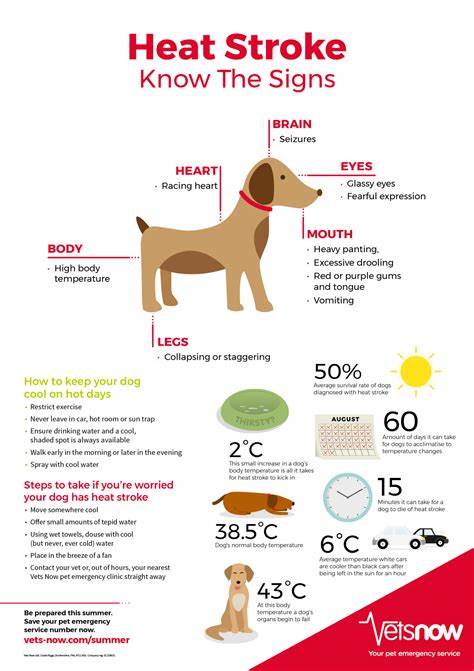 Heat Stroke
Know The Signs
BRAIN
· Seizures
HEART
· Racing heart
EYES
· Glassy eyes
· Fearful expression
MOUTH
· Heavy panting,
· Excessive drooling
· Red or purple gums
and tongue
· Vomiting
BODY
· High body
temperature
LEGS
· Collapsing or staggering
How to keep your dog
cool on hot days
• Restrict exercise
• Never leave in car, hot room or sun trap
• Ensure drinking water and a cool,
shaded spot is always available
• Walk early in the morning or later in the evening
• Spray with cool water
Steps to take if you're worried
your dog has heat stroke
• Move somewhere cool
• Offer small amounts of tepid water
• Using wet towels, douse with cool
(but never, ever cold) water
• Place in the breeze of a fan
• Contact your vet or, out of hours, your nearest
Vets Now pet emergency clinic straight away
50%
Average survival rate of dogs
diagnosed with heat stroke
THIRSTY?
2°C
This small increase in a dog's
body temperature is all it takes
for heat stroke to kick in
AUGUST
60
Amount of days it can take
for dogs to acclimatise to
temperature changes
38.5°C
Dog's normal body temperature
15
Minutes it can take for a
dog to die of heat stroke
6°C
Average temperature white cars
are cooler than black cars after
being left in the sun for an hour
43°C
At this body
temperature a dog's
organs begin to fail
Be prepared this summer.
Save your pet emergency
service number now.
vets-now.com/summer
Vetsnow
Your pet emergency service